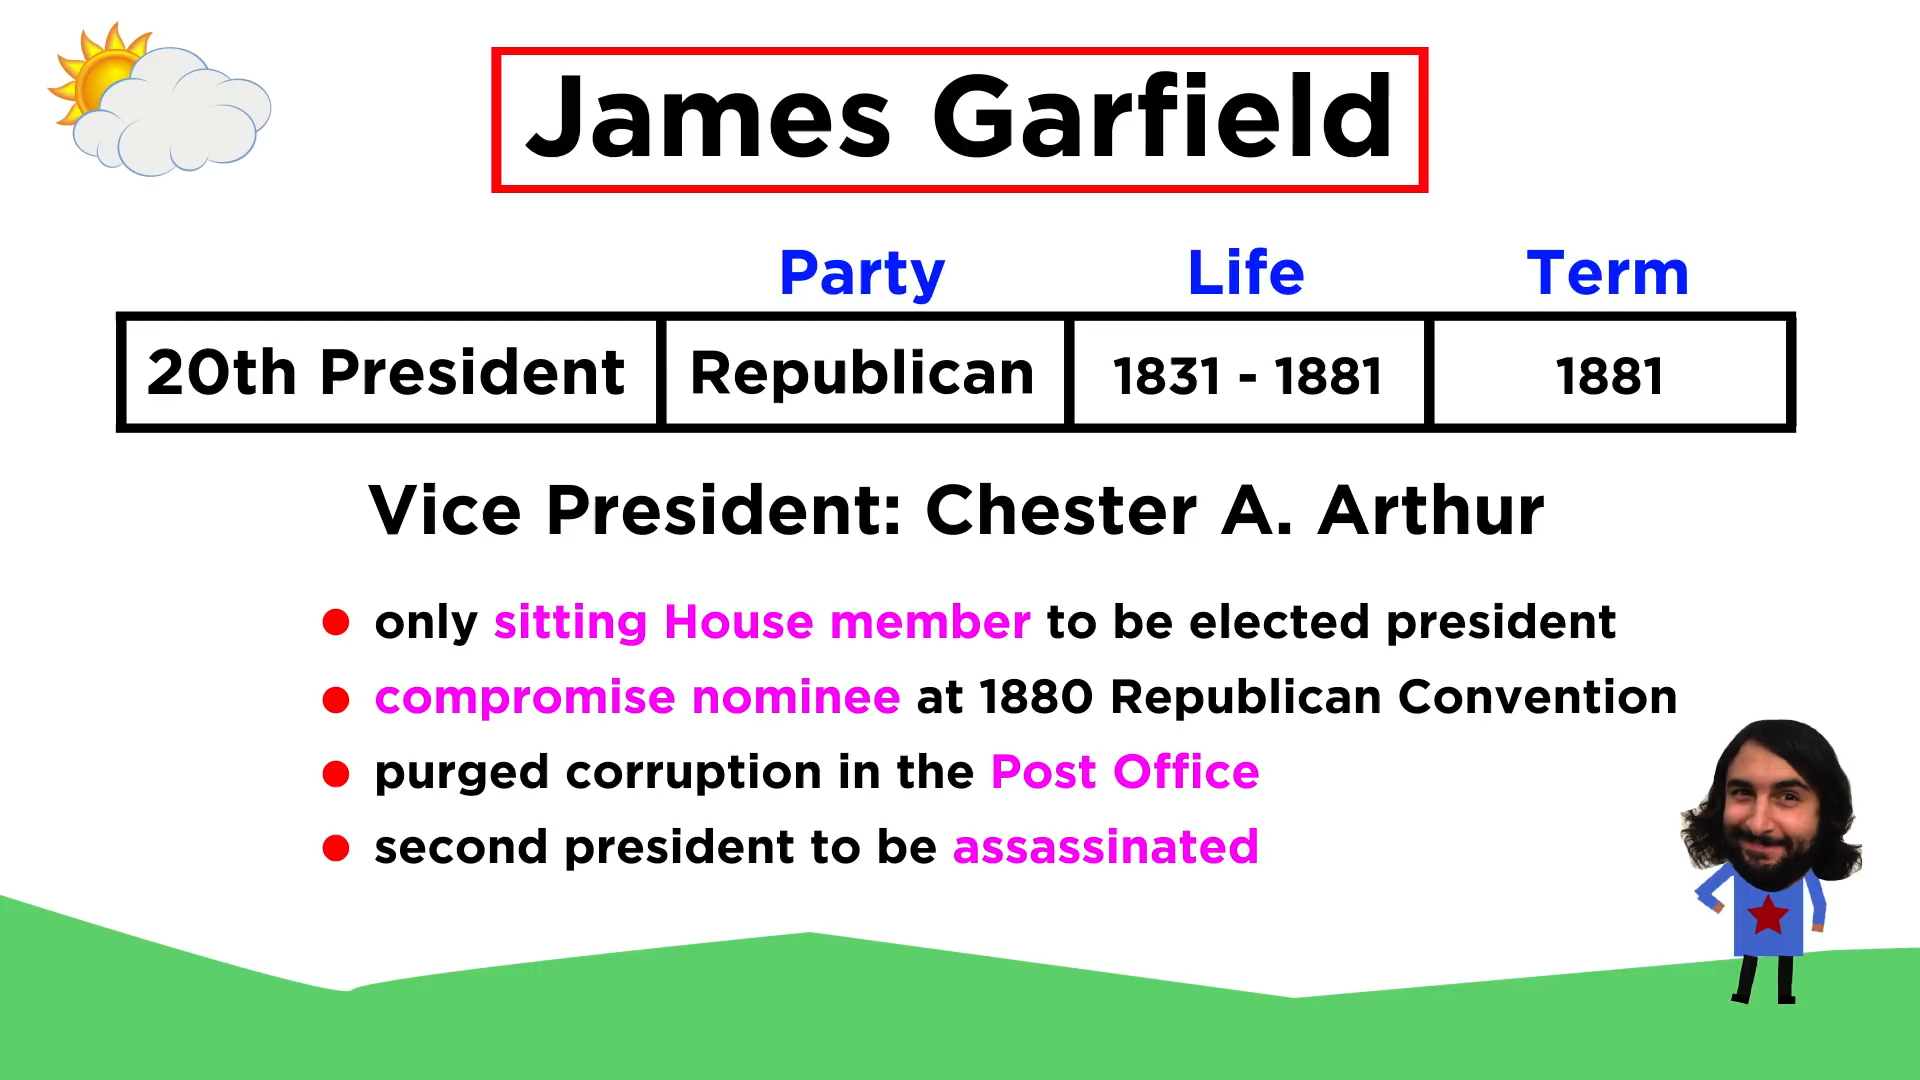 James Garfield
Party Life Term
20th President Republican 1831 - 1881 1881
Vice President: Chester A. Arthur
only sitting House member to be elected president
compromise nominee at 1880 Republican Convention
purged corruption in the Post Office
second president to be assassinated